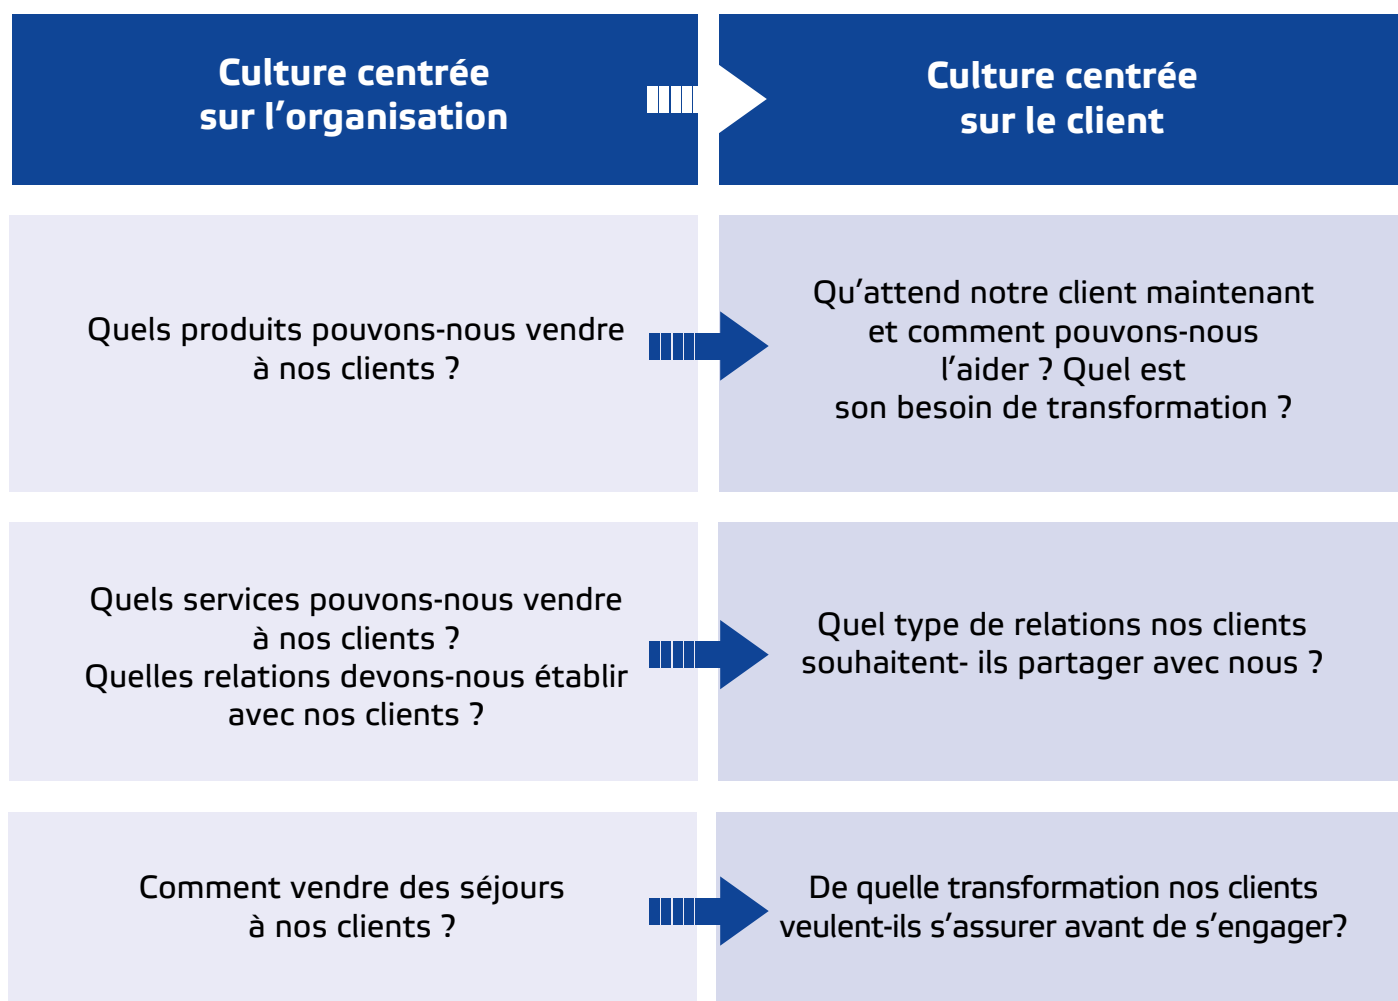 Culture centrée
sur l’organisation
Culture centrée
sur le client
Quels produits pouvons-nous vendre
à nos clients ?
Qu’attend notre client maintenant
et comment pouvons-nous
l’aider ? Quel est
son besoin de transformation ?
Quels services pouvons-nous vendre
à nos clients ?
Quelles relations devons-nous établir
avec nos clients ?
Quel type de relations nos clients
souhaitent- ils partager avec nous ?
Comment vendre des séjours
à nos clients ?
De quelle transformation nos clients
veulent-ils s’assurer avant de s’engager?